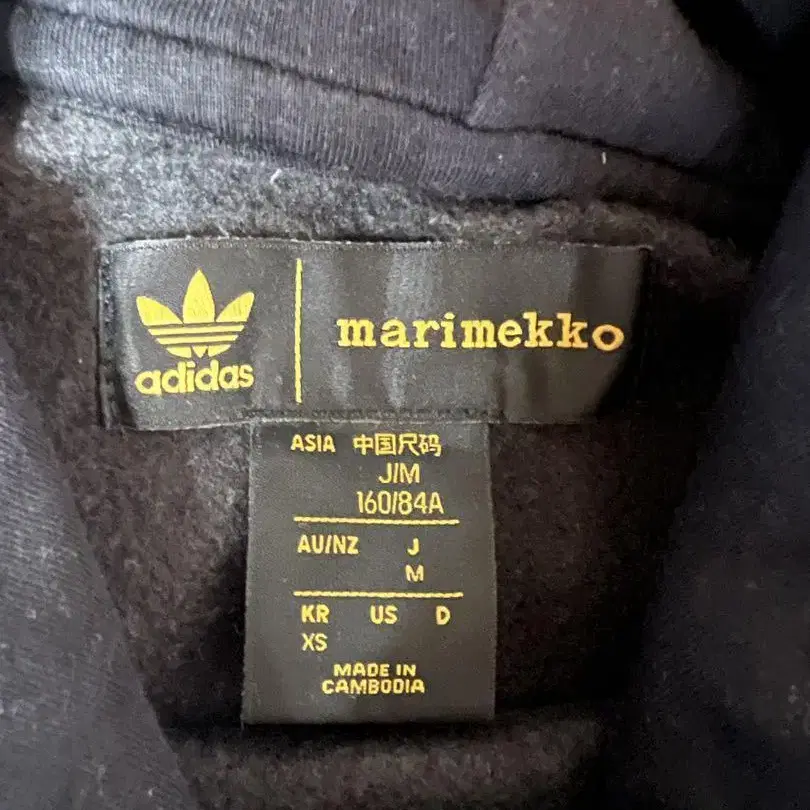 adidas
marimekko
ASIA 中国尺码
J/M
160/84A
AU/NZ J
M
KR US D
XS
MADE IN
CAMBODIA